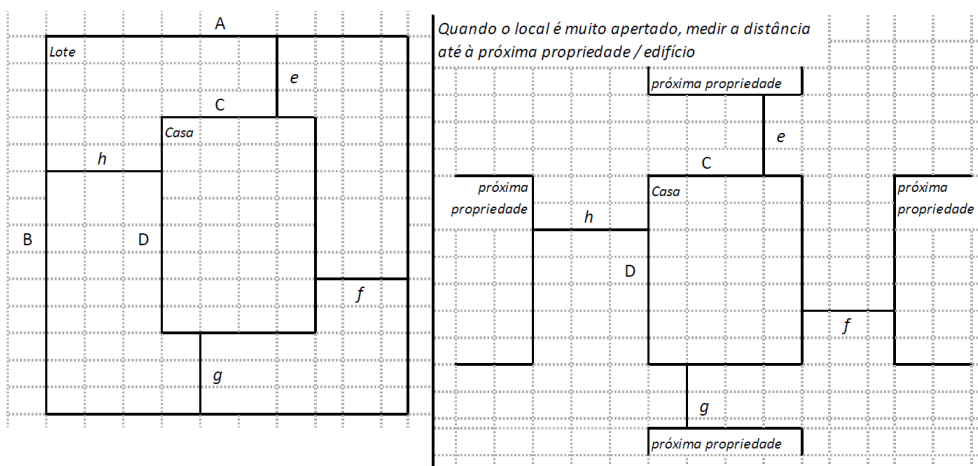 A
Lote
e
C
Casa
h
B
D
f
g
Quando o local é muito apertado, medir a distância
até à próxima propriedade / edifício
próxima propriedade
e
C
próxima
propriedade
Casa
próxima
propriedade
h
D
f
g
próxima propriedade